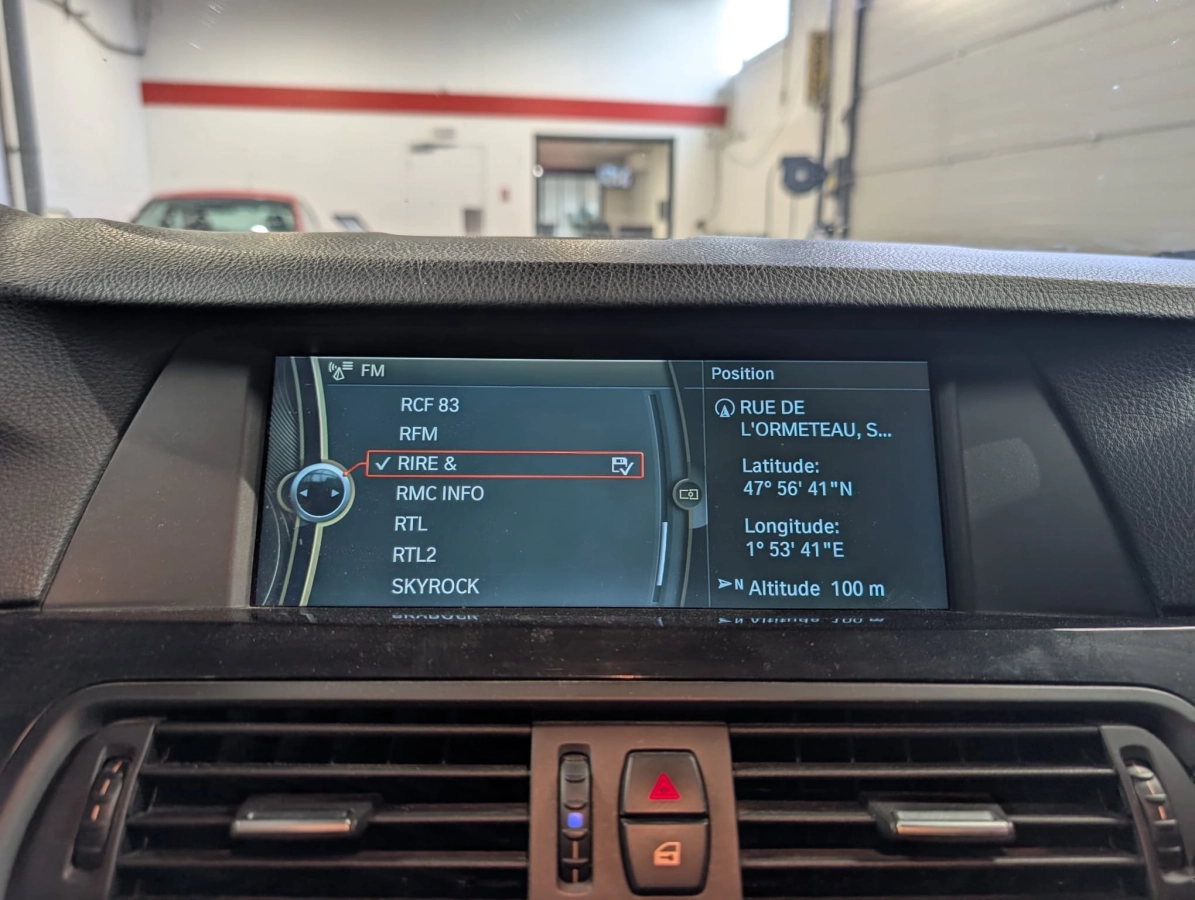 FM
RCF 83
RFM
RIRE &
RMC INFO
RTL
RTL2
SKYROCK
Position
RUE DE
L'ORMETEAU, S...
Latitude:
47° 56' 41"N
Longitude:
1° 53' 41"E
N Altitude 100 m